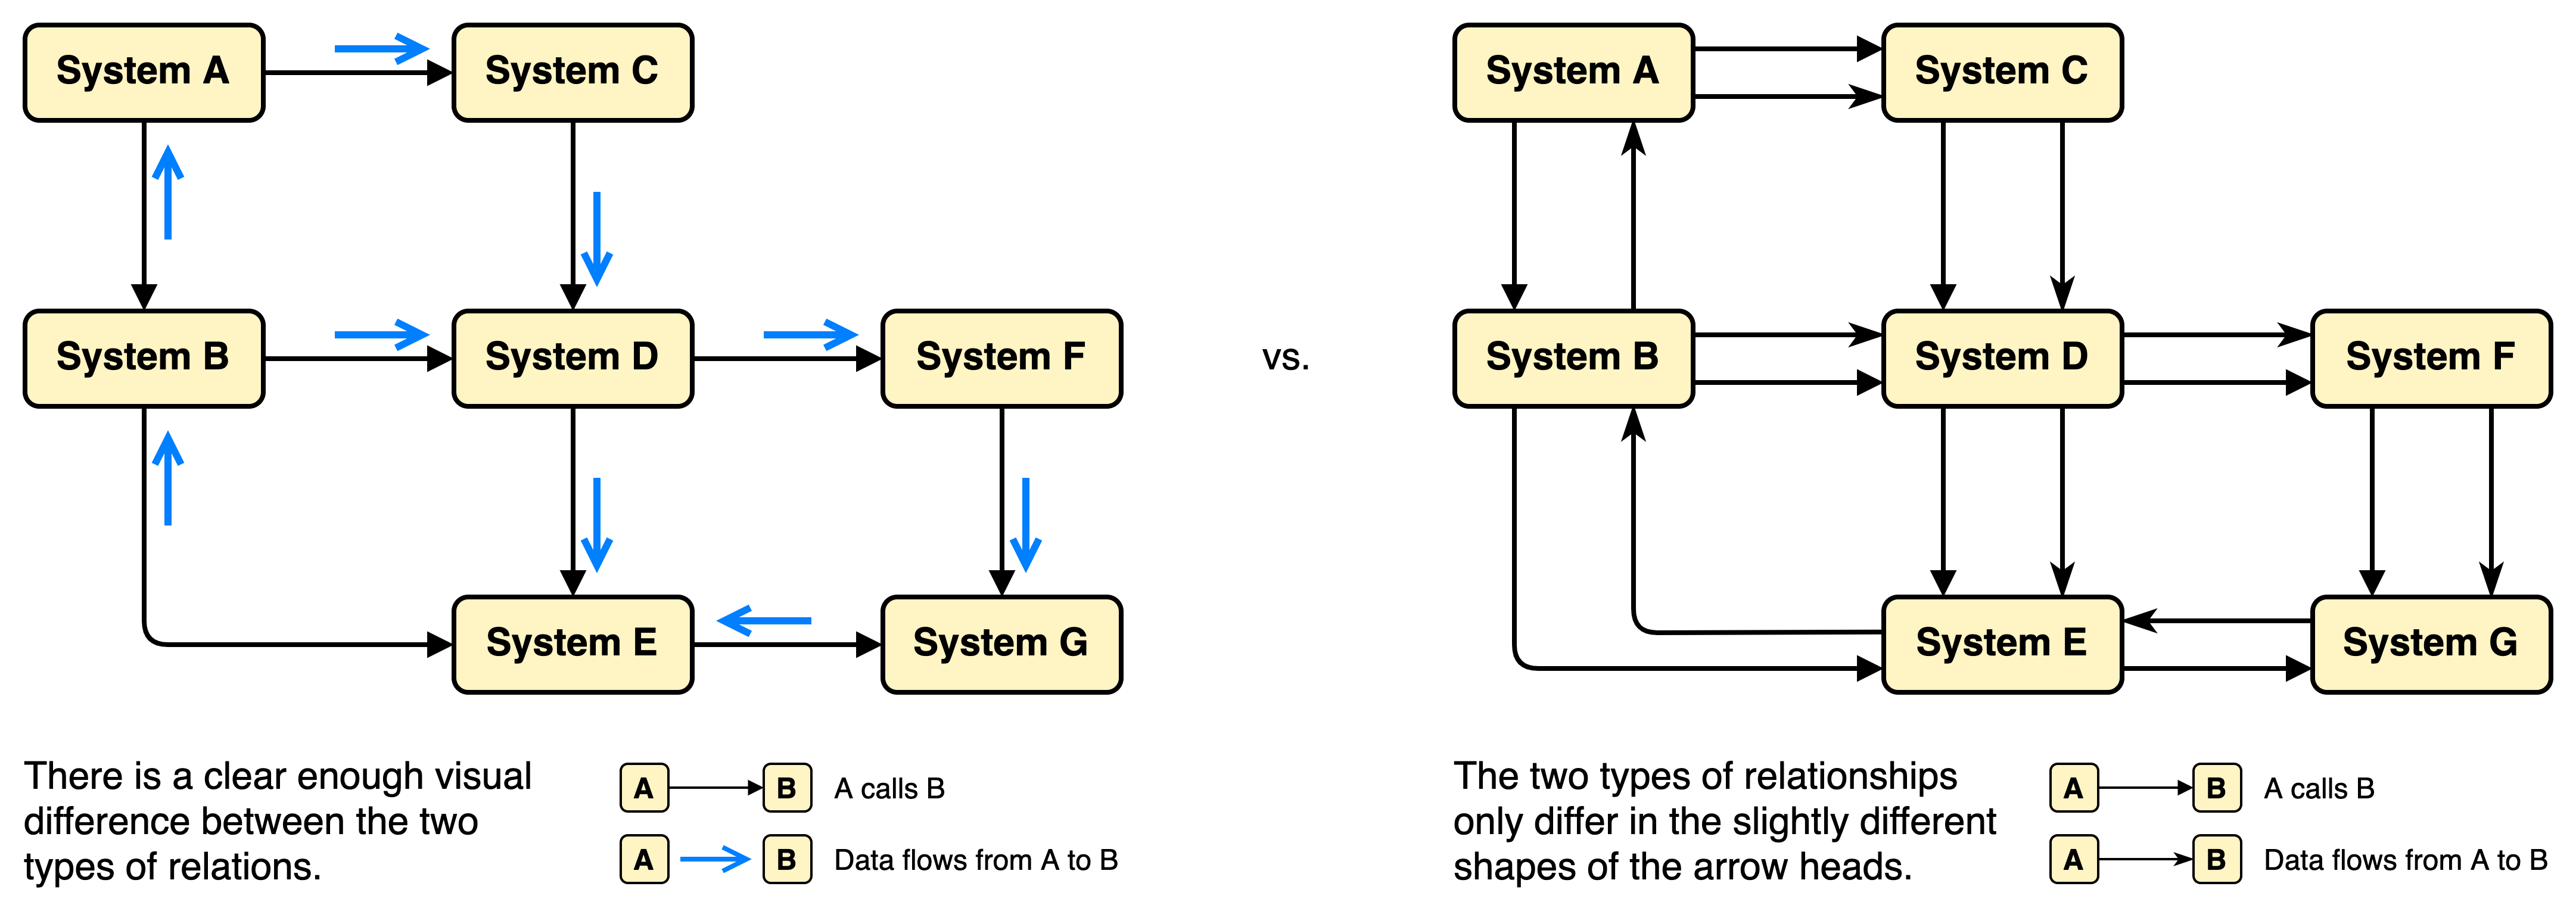 System A
System C
System B
System D
System F
System E
System G
There is a clear enough visual
difference between the two
types of relations.
A
B
A calls B
A
B
Data flows from A to B
vs.
System A
System C
System B
System D
System F
System E
System G
The two types of relationships
only differ in the slightly different
shapes of the arrow heads.
A
B
A calls B
A
B
Data flows from A to B